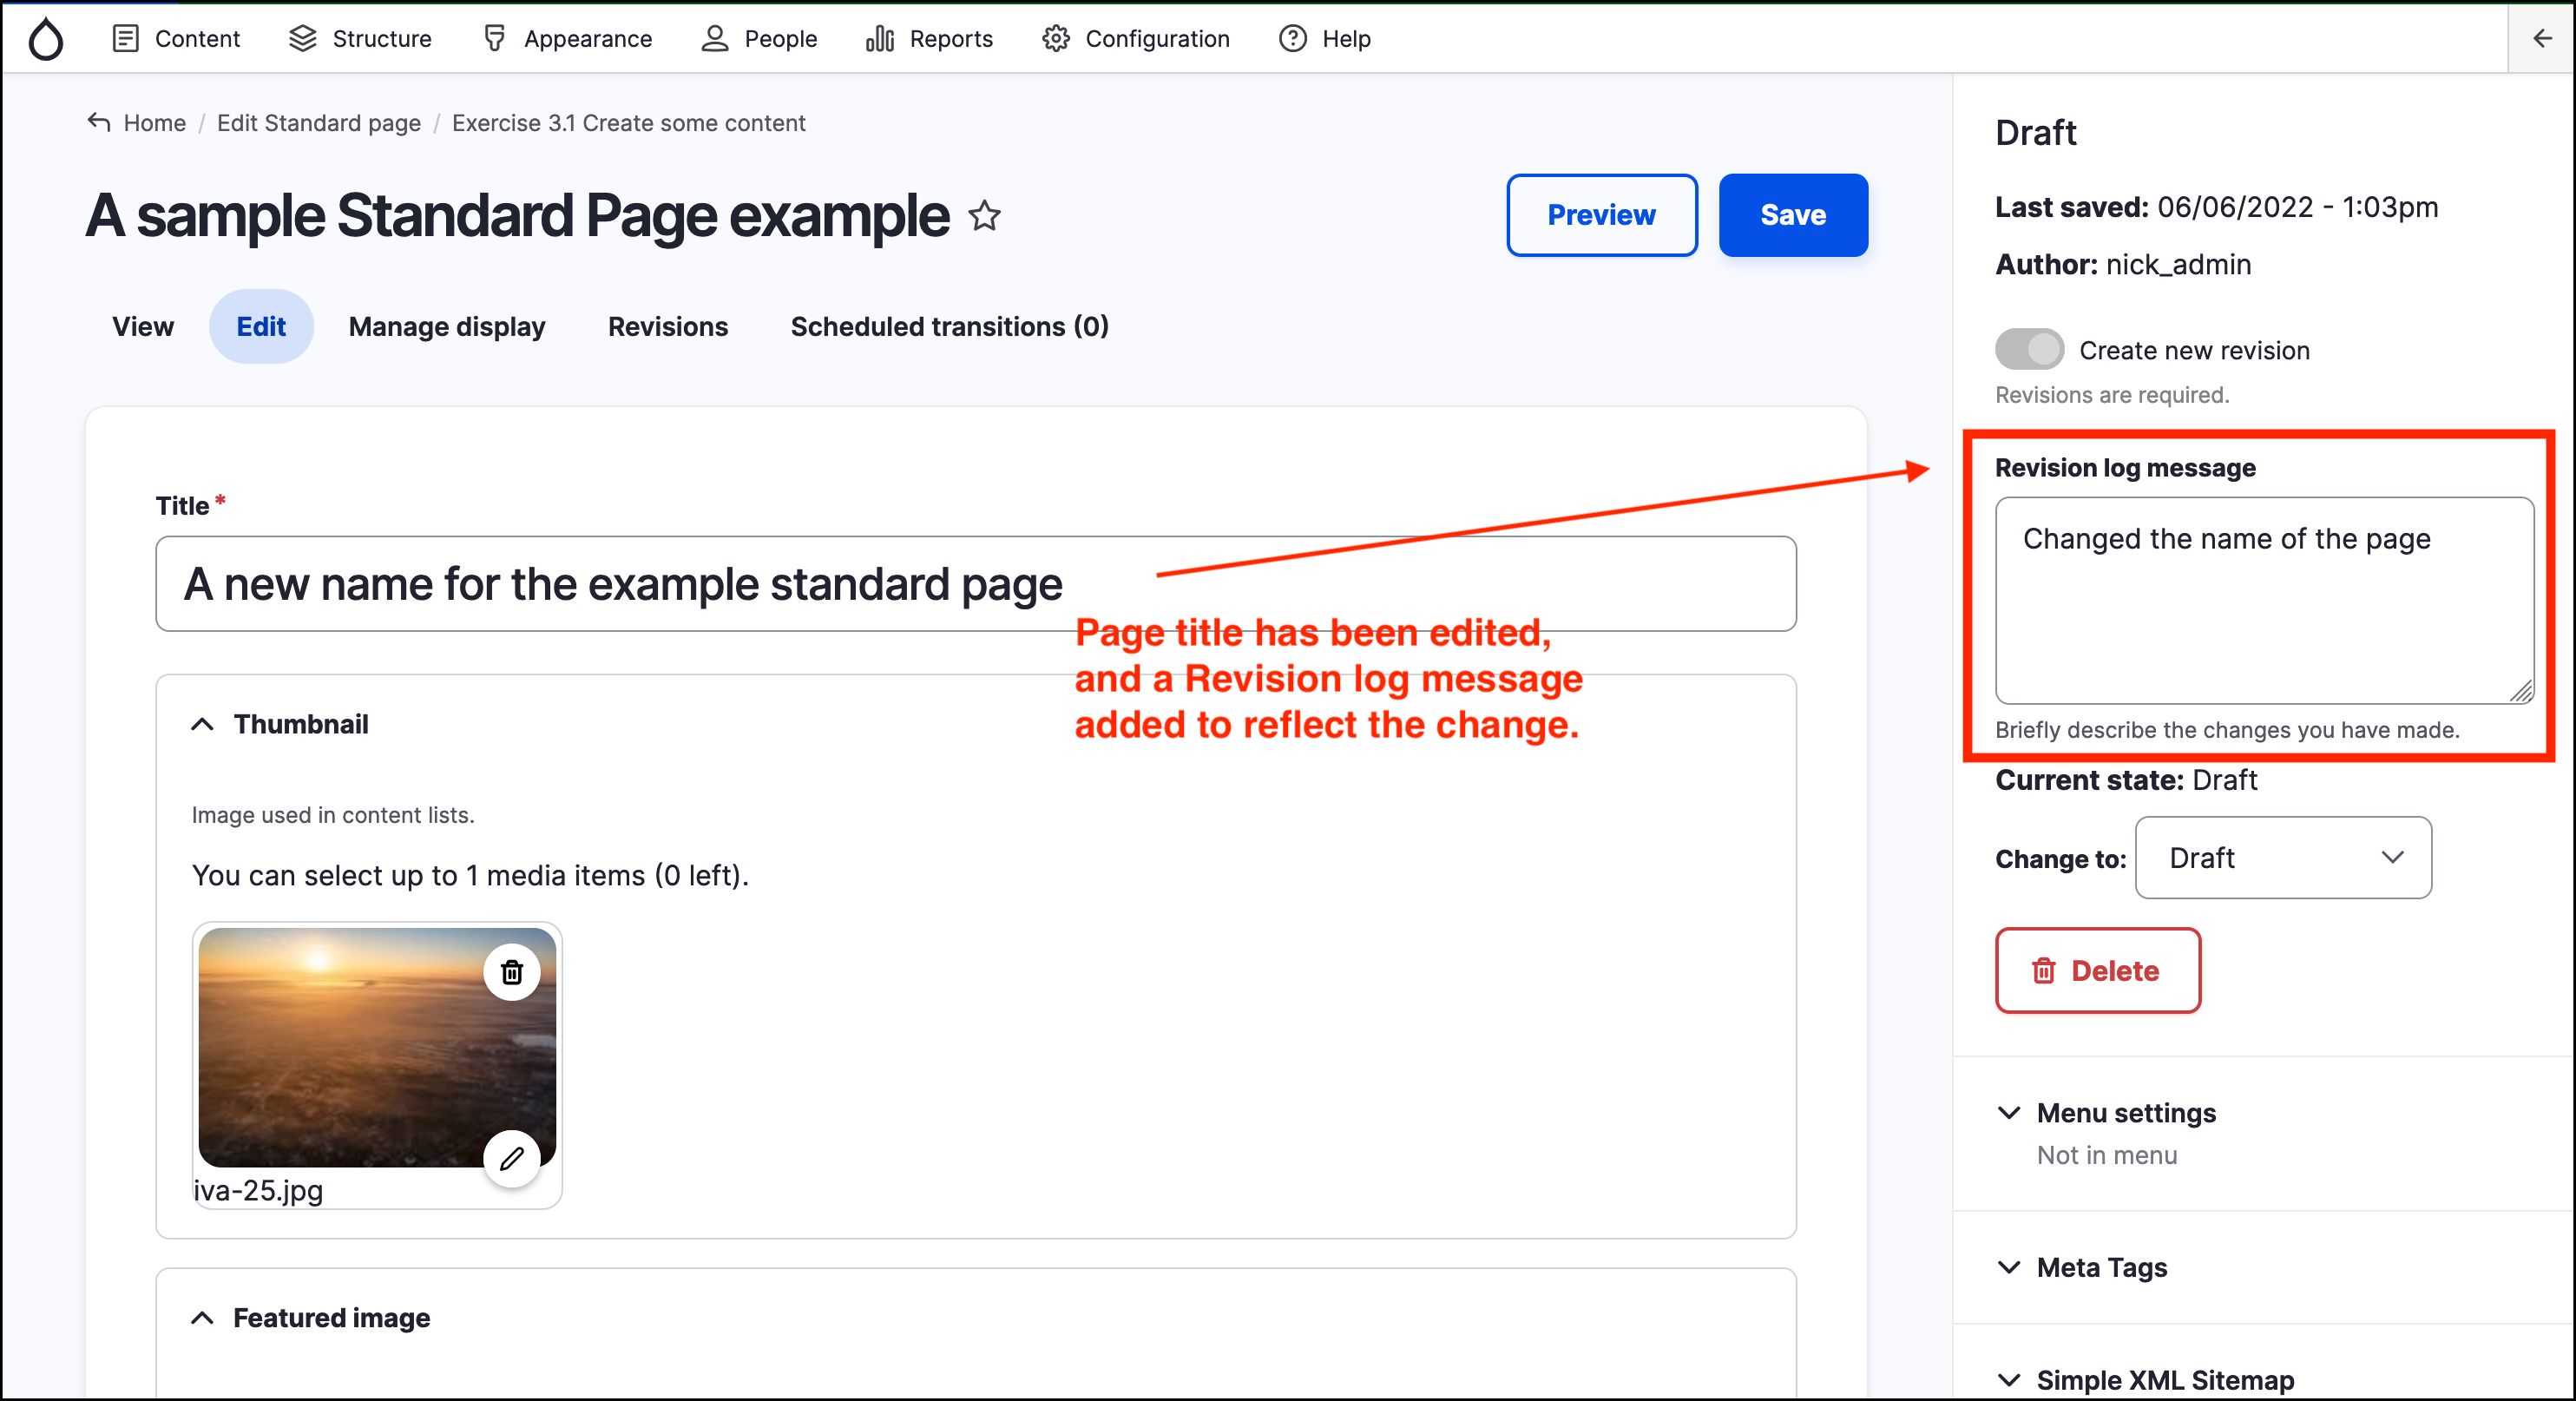 Content Structure Appearance People Reports Configuration Help
Home / Edit Standard page / Exercise 3.1 Create some content
A sample Standard Page example
Preview
Save
View Edit Manage display Revisions Scheduled transitions (0)
Title *
A new name for the example standard page
Page title has been edited,
and a Revision log message
added to reflect the change.
Thumbnail
Image used in content lists.
You can select up to 1 media items (0 left).
iva-25.jpg
Featured image
Draft
Last saved: 06/06/2022 - 1:03pm
Author: nick_admin
Create new revision
Revisions are required.
Revision log message
Changed the name of the page
Briefly describe the changes you have made.
Current state: Draft
Change to: Draft
Delete
Menu settings
Not in menu
Meta Tags
Simple XML Sitemap